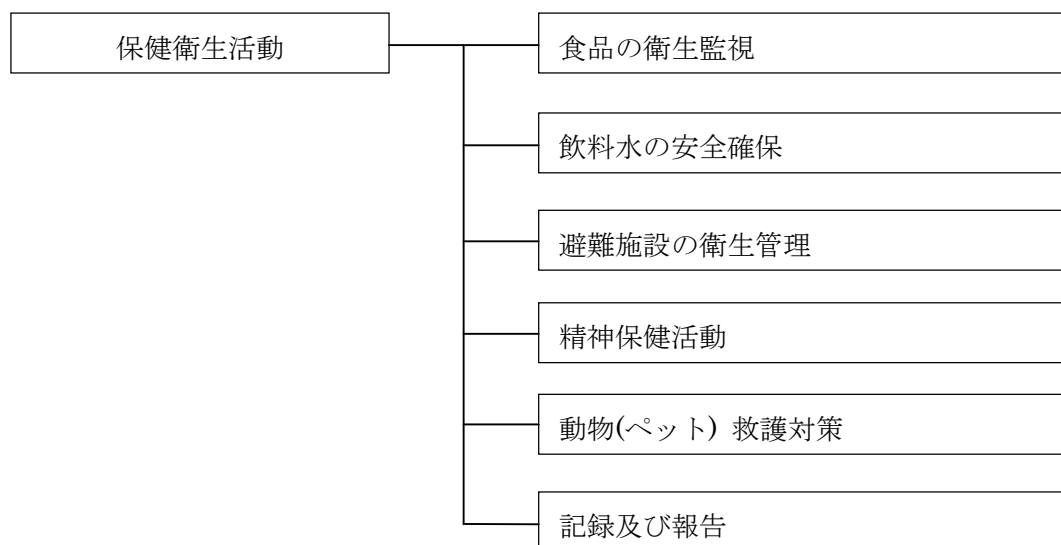 保健衛生活動
食品の衛生監視
飲料水の安全確保
避難施設の衛生管理
精神保健活動
動物(ペット) 救護対策
記録及び報告